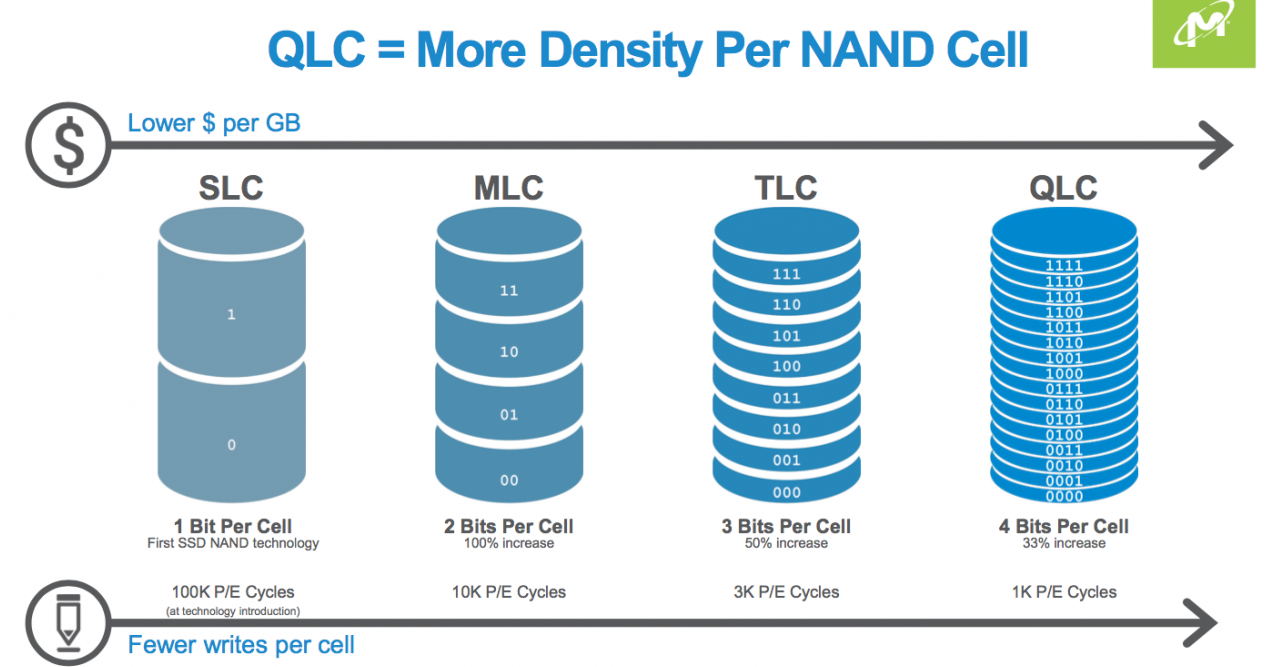 QLC = More Density Per NAND Cell
M
$
Lower $ per GB
SLC
MLC
TLC
QLC
1
0
11
10
01
00
111
110
101
100
011
010
001
000
1111
1110
1101
1100
1011
1010
1001
1000
0111
0110
0101
0100
0011
0010
0001
0000
1 Bit Per Cell
First SSD NAND technology
2 Bits Per Cell
100% increase
3 Bits Per Cell
50% increase
4 Bits Per Cell
33% increase
100K P/E Cycles
(at technology introduction)
10K P/E Cycles
3K P/E Cycles
1K P/E Cycles
Fewer writes per cell